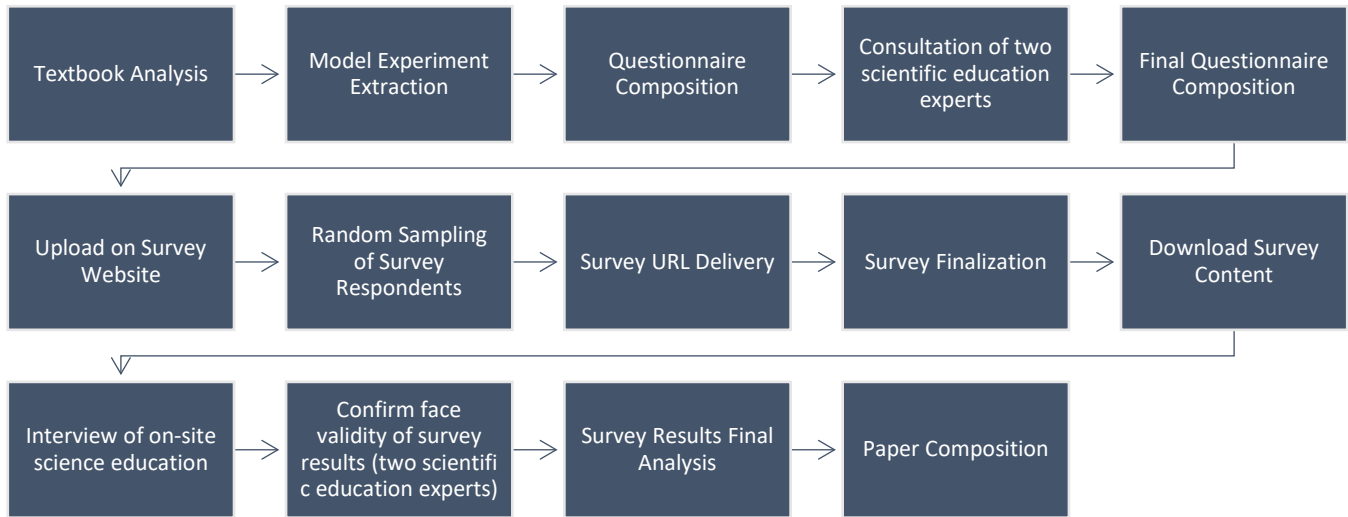 Textbook Analysis
Model Experiment
Extraction
Questionnaire
Composition
Consultation of two
scientific education
experts
Final Questionnaire
Composition
Upload on Survey
Website
Random Sampling
of Survey
Respondents
Survey URL Delivery
Survey Finalization
Download Survey
Content
Interview of on-site
science education
Confirm face
validity of survey
results (two scientifi
c education experts)
Survey Results Final
Analysis
Paper Composition